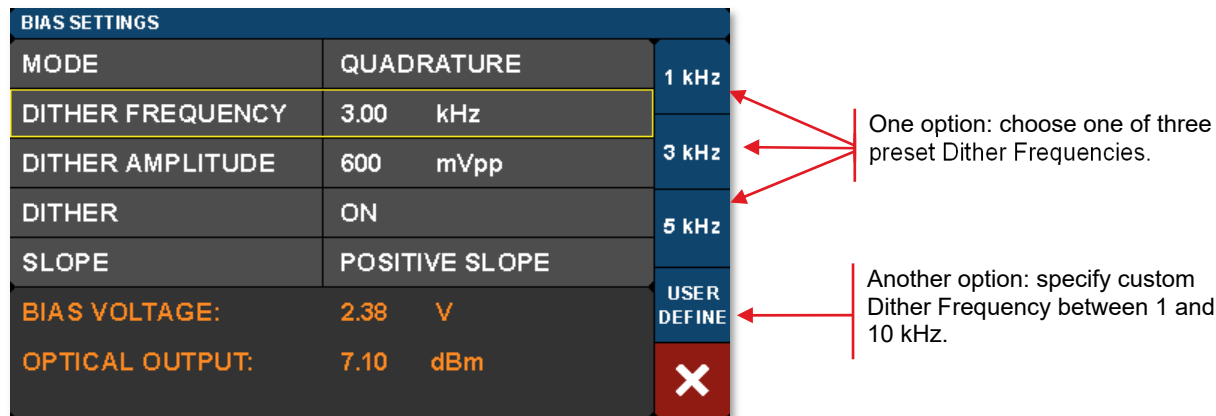 BIAS SETTINGS
MODE QUADRATURE
1 kHz
DITHER FREQUENCY 3.00 kHz
DITHER AMPLITUDE 600 mVpp
3 kHz
DITHER ON
5 kHz
SLOPE POSITIVE SLOPE
USER
DEFINE
BIAS VOLTAGE: 2.38 V
OPTICAL OUTPUT: 7.10 dBm
One option: choose one of three
preset Dither Frequencies.
Another option: specify custom
Dither Frequency between 1 and
10 kHz.